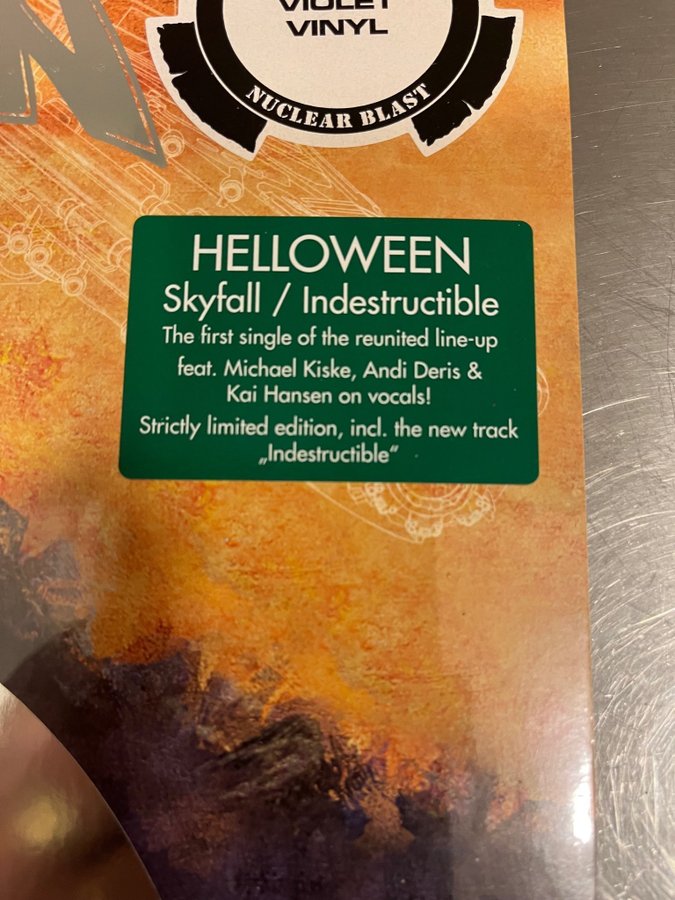 VIOLET
VINYL
NUCLEAR BLAST
HELLOWEEN
Skyfall / Indestructible
The first single of the reunited line-up
feat. Michael Kiske, Andi Deris &
Kai Hansen on vocals!
Strictly limited edition, incl. the new track
„Indestructible“